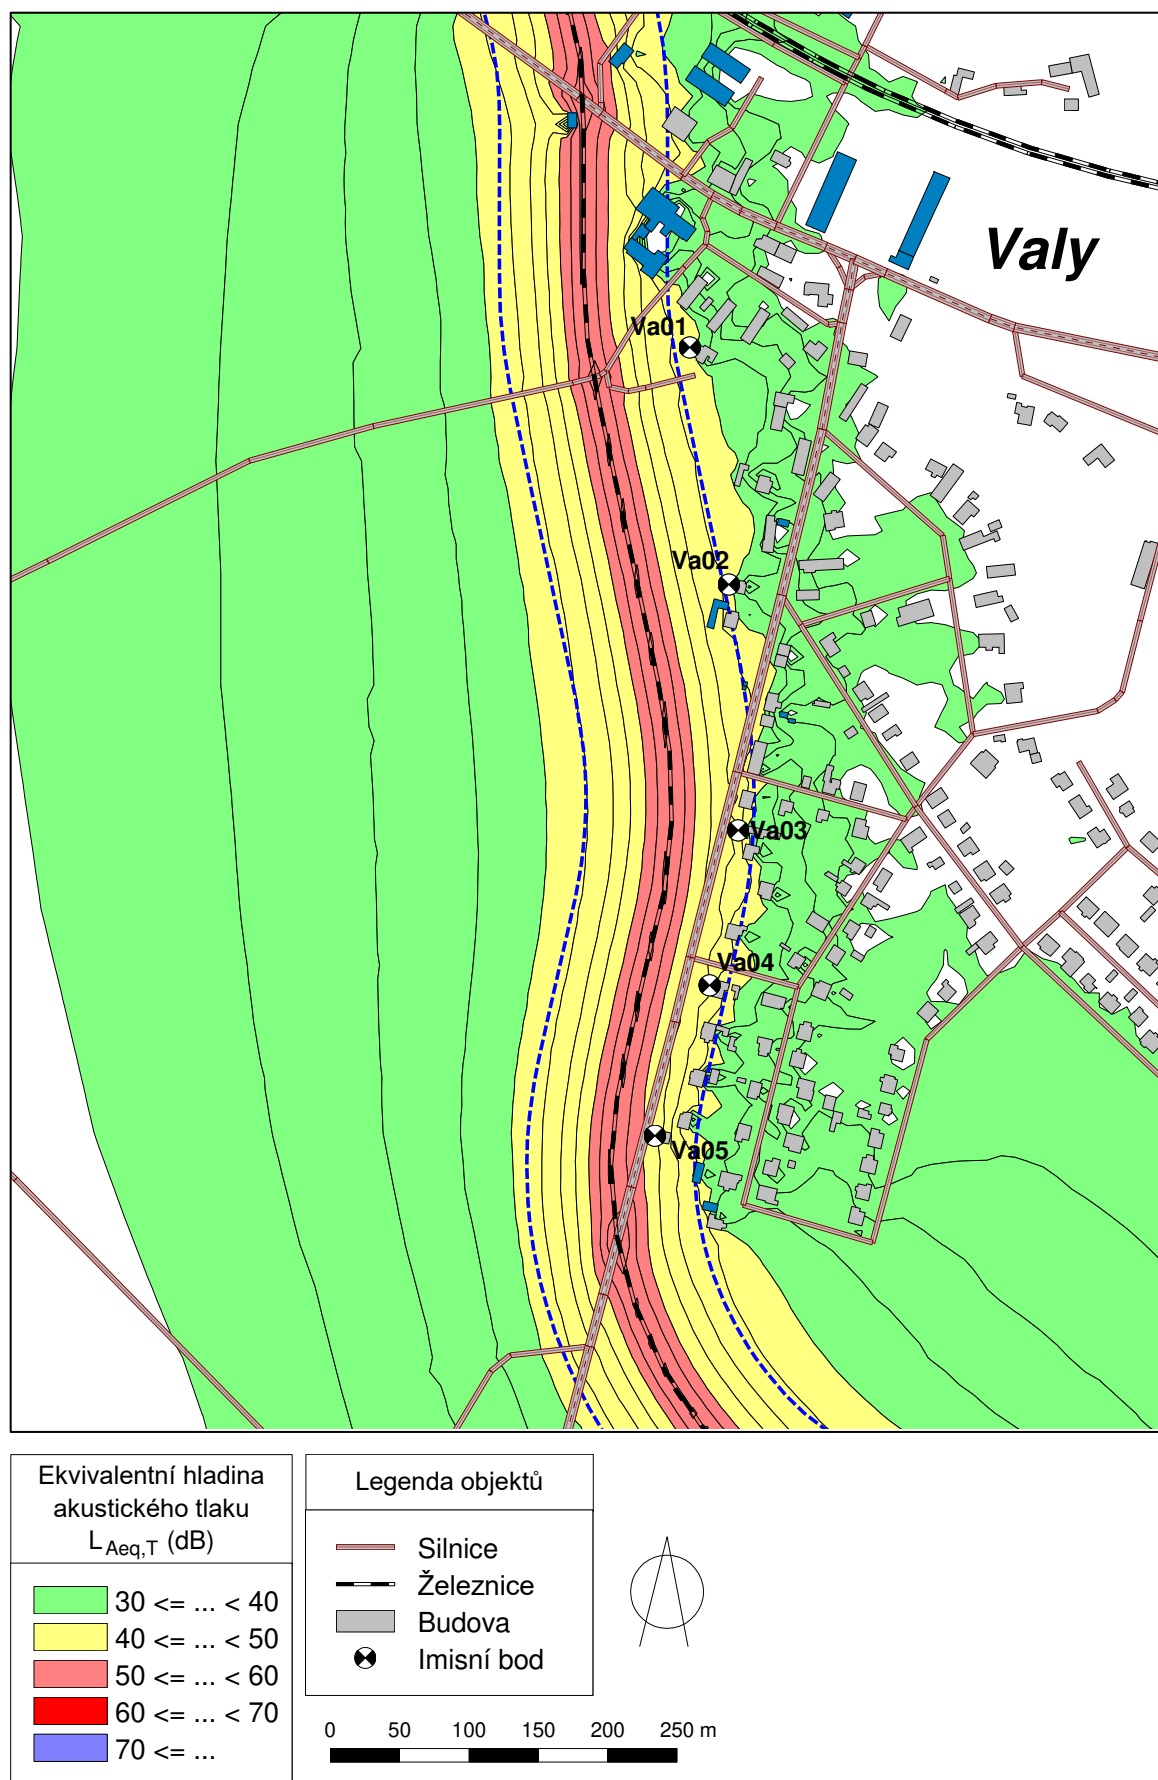 Valy
Va01
Va02
Va03
Va04
Va05
Ekvivalentní hladina
akustického tlaku
L Aeq,T (dB)
30 <= ... < 40
40 <= ... < 50
50 <= ... < 60
60 <= ... < 70
70 <= ...
Legenda objektů
Silnice
Železnice
Budova
Imisní bod
0 50 100 150 200 250 m